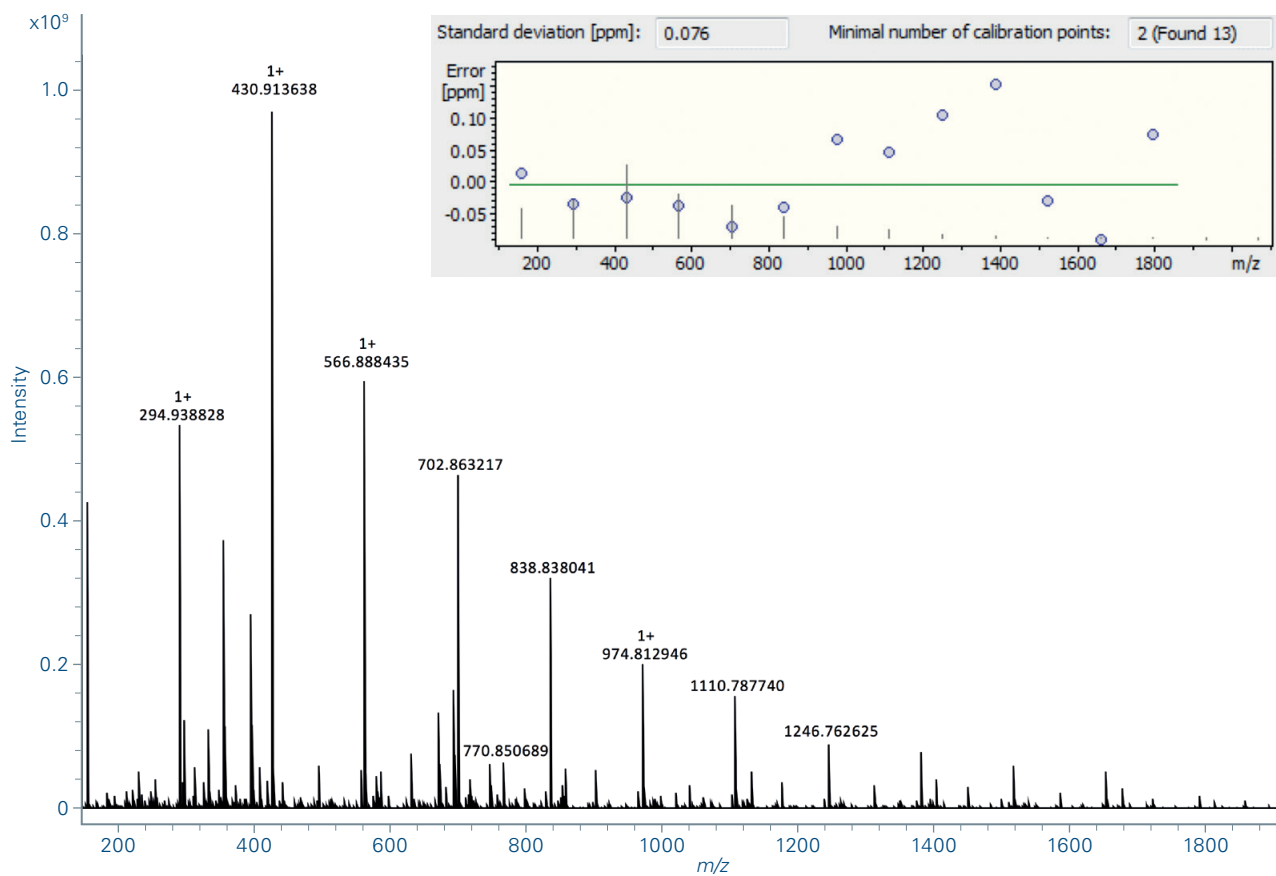 x10⁹
Standard deviation [ppm]: 0.076 Minimal number of calibration points: 2 (Found 13)
Error
[ppm]
0.10
0.05
0.00
-0.05
200 400 600 800 1000 1200 1400 1600 1800 m/z
1+
430.913638
1+
566.888435
1+
294.938828
702.863217
838.838041
1+
974.812946
1110.787740
770.850689
1246.762625
Intensity
1.0
0.8
0.6
0.4
0.2
0
200 400 600 800 1000 1200 1400 1600 1800
m/z